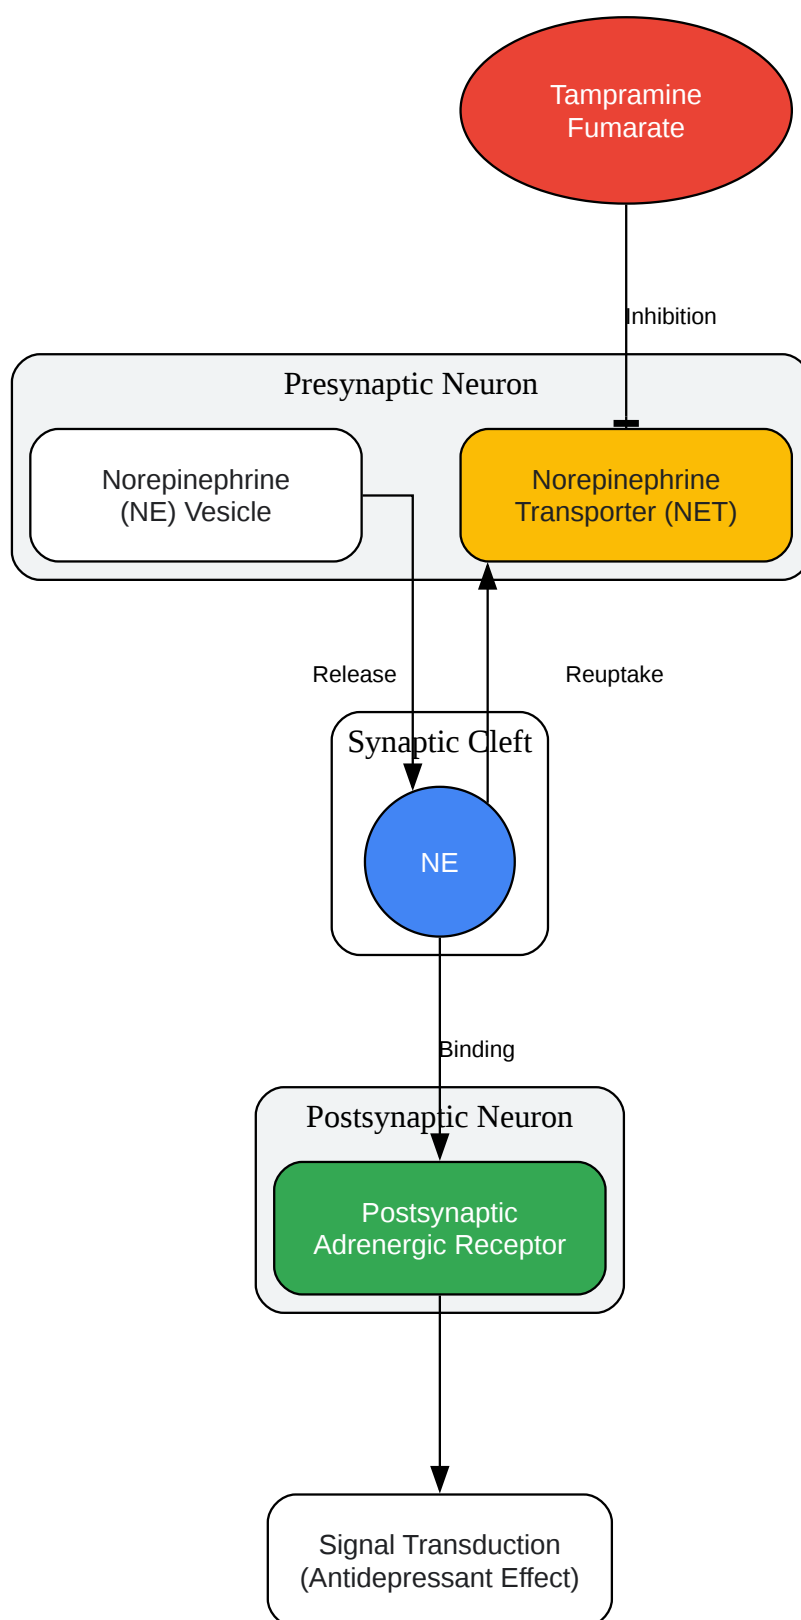 Tampramine
Fumarate
Inhibition
Presynaptic Neuron
Norepinephrine
(NE) Vesicle
Norepinephrine
Transporter (NET)
Release
Reuptake
Synaptic Cleft
NE
Binding
Postsynaptic Neuron
Postsynaptic
Adrenergic Receptor
Signal Transduction
(Antidepressant Effect)